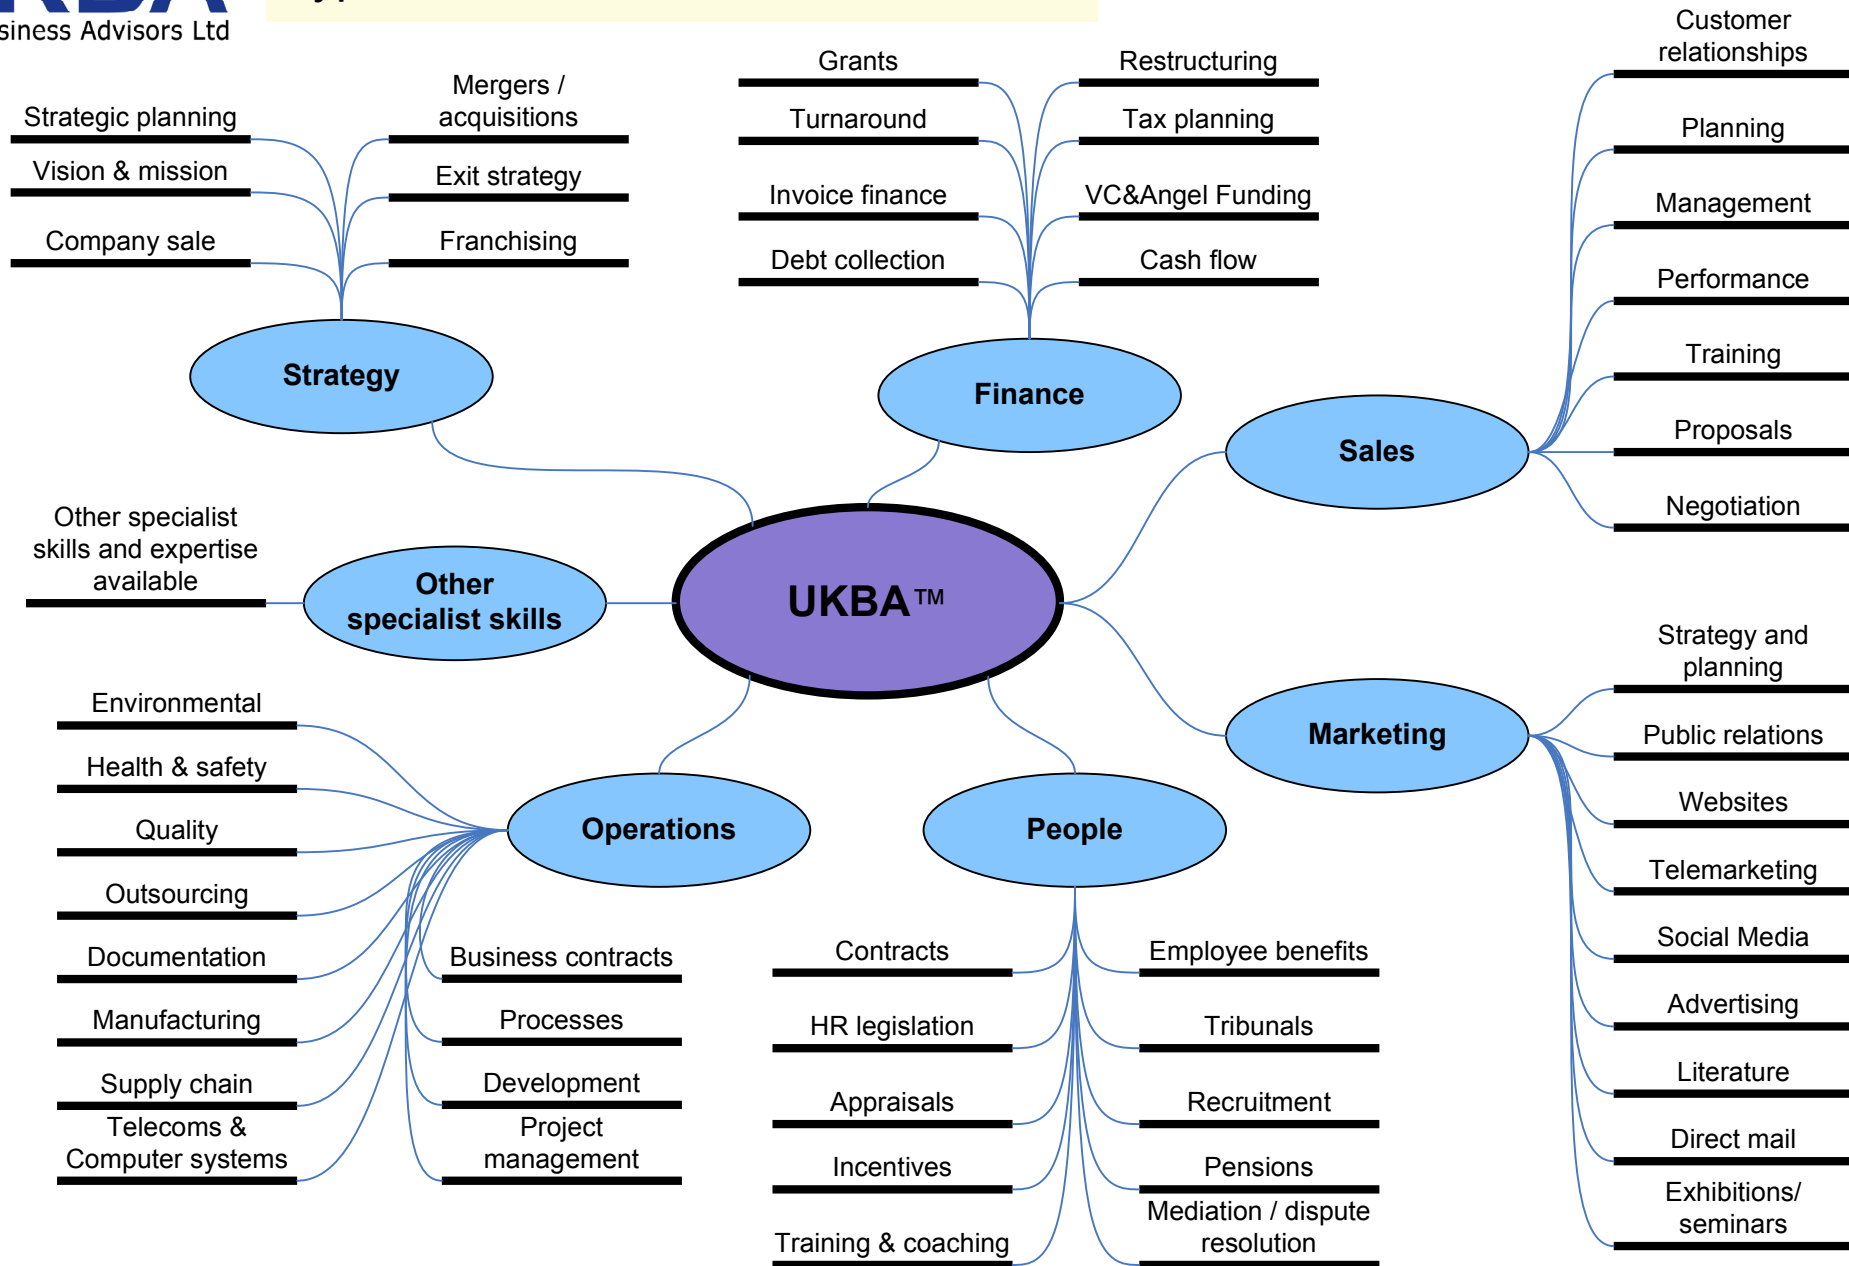 Business Advisors Ltd
Strategic planning
Vision & mission
Company sale
Mergers /
acquisitions
Exit strategy
Franchising
Strategy
Grants
Turnaround
Invoice finance
Debt collection
Restructuring
Tax planning
VC&Angel Funding
Cash flow
Finance
Customer
relationships
Planning
Management
Performance
Training
Proposals
Negotiation
Sales
Other specialist
skills and expertise
available
Other
specialist skills
UKBA™
Strategy and
planning
Public relations
Websites
Telemarketing
Social Media
Advertising
Literature
Direct mail
Exhibitions/
seminars
Marketing
Environmental
Health & safety
Quality
Outsourcing
Documentation
Manufacturing
Supply chain
Telecoms &
Computer systems
Business contracts
Processes
Development
Project
management
Operations
People
Contracts
HR legislation
Appraisals
Incentives
Training & coaching
Employee benefits
Tribunals
Recruitment
Pensions
Mediation / dispute
resolution